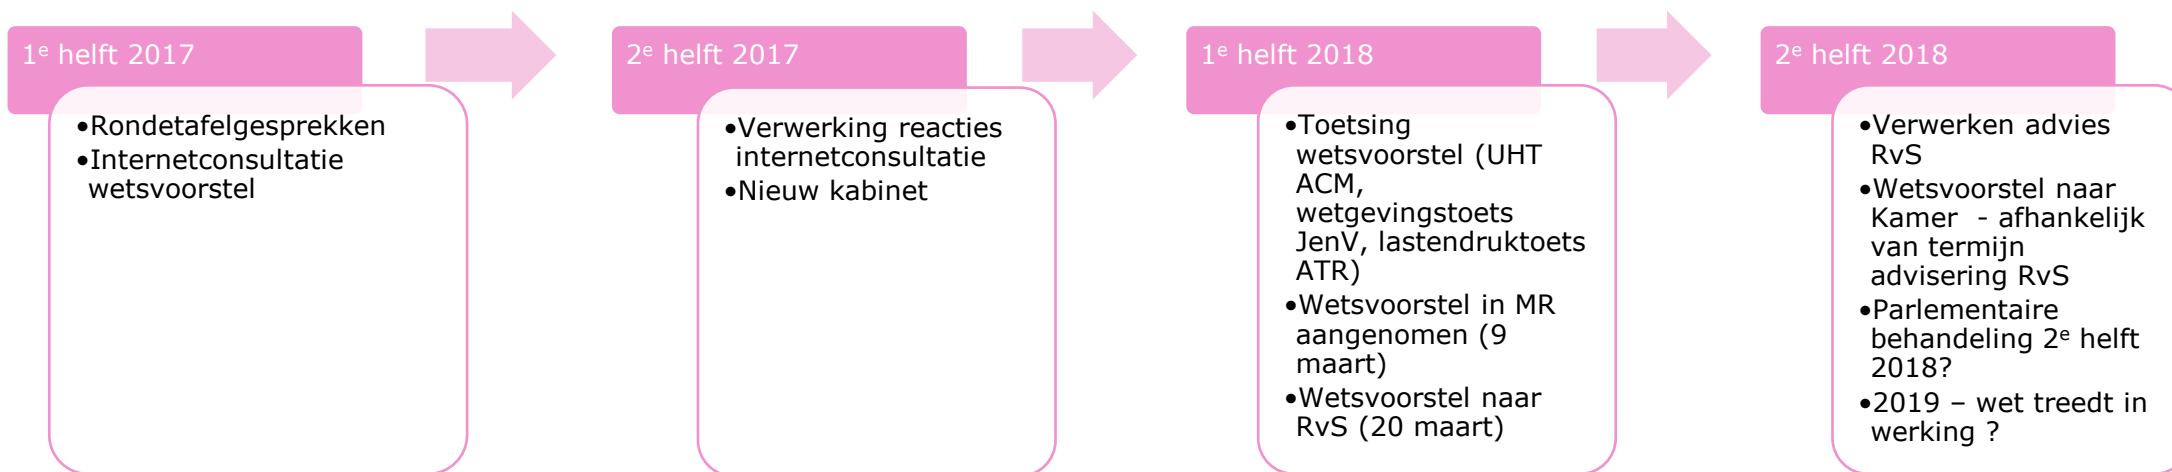 1e helft 2017
•Rondetafelgesprekken
•Internetconsultatie
wetsvoorstel
2e helft 2017
•Verwerking reacties
internetconsultatie
•Nieuw kabinet
1e helft 2018
•Toetsing
wetsvoorstel (UHT
ACM,
wetgevingstoets
JenV, lastendruktoets
ATR)
•Wetsvoorstel in MR
aangenomen (9
maart)
•Wetsvoorstel naar
RvS (20 maart)
2e helft 2018
•Verwerken advies
RvS
•Wetsvoorstel naar
Kamer - afhankelijk
van termijn
advisering RvS
•Parlementaire
behandeling 2e helft
2018?
•2019 – wet treedt in
werking ?